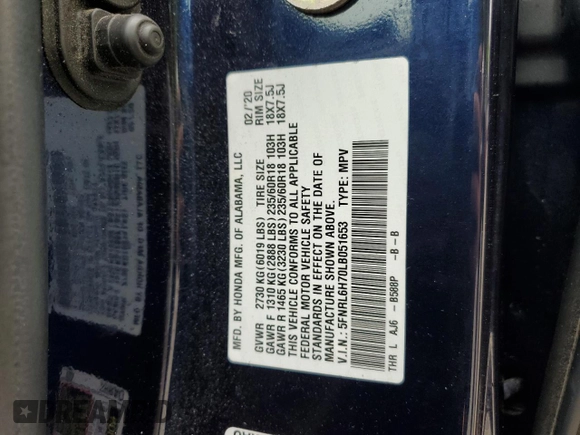 MFD. BY HONDA MFG. OF ALABAMA, LLC 02/'20
GVWR 2730 KG(6019 LBS) TIRE SIZE RIM SIZE
GAWR F 1310 KG(2888 LBS)235/60R18 103H 18X7.5J
GAWR R 1465 KG(3230 LBS)235/60R18 103H 18X7.5J
THIS VEHICLE CONFORMS TO ALL APPLICABLE
FEDERAL MOTOR VEHICLE SAFETY
STANDARDS IN EFFECT ON THE DATE OF
MANUFACTURE SHOWN ABOVE.
V.I.N.: 5FNRL6H70LB051653 TYPE: MPV
THR L AJ6 -B588P -B-B